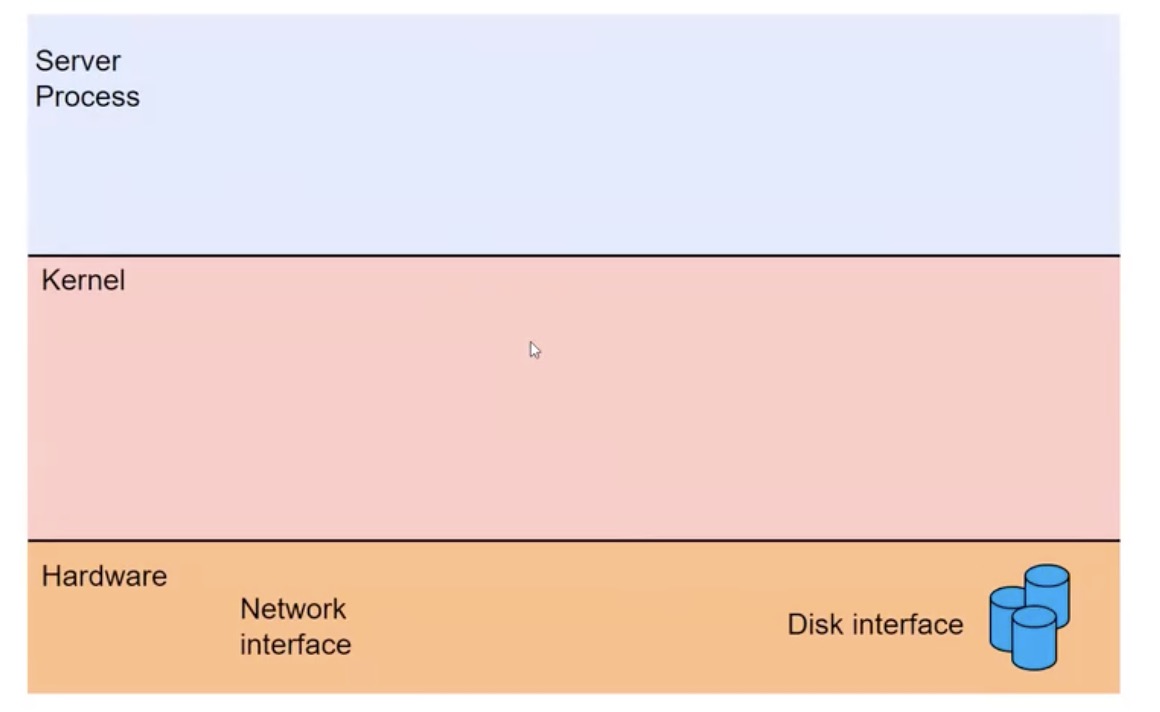 Server
Process
Kernel
Hardware
Network
interface
Disk interface